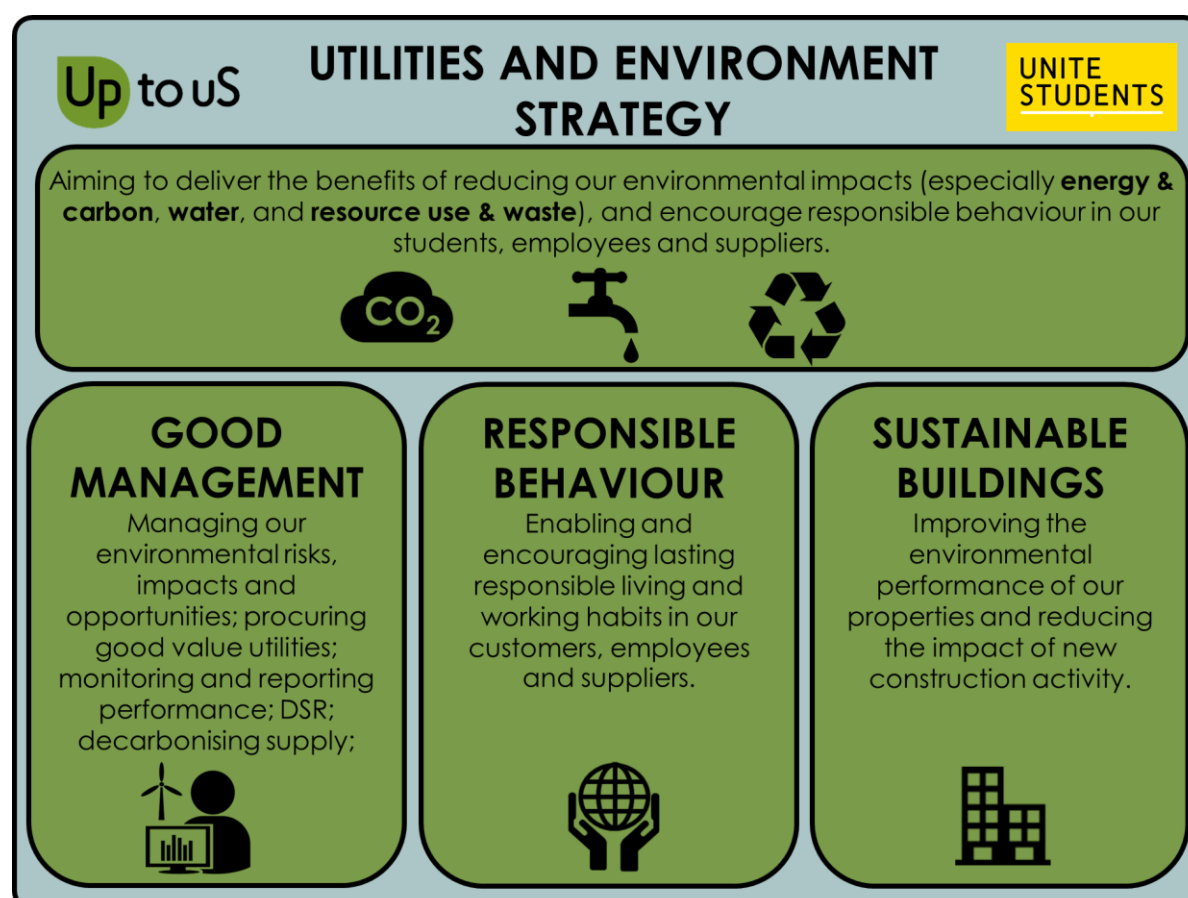 Up to uS
UTILITIES AND ENVIRONMENT
STRATEGY
UNITE
STUDENTS
Aiming to deliver the benefits of reducing our environmental impacts (especially energy &
carbon, water, and resource use & waste), and encourage responsible behaviour in our
students, employees and suppliers.
CO₂
GOOD
MANAGEMENT
Managing our
environmental risks,
impacts and
opportunities; procuring
good value utilities;
monitoring and reporting
performance; DSR;
decarbonising supply;
RESPONSIBLE
BEHAVIOUR
Enabling and
encouraging lasting
responsible living and
working habits in our
customers, employees
and suppliers.
SUSTAINABLE
BUILDINGS
Improving the
environmental
performance of our
properties and reducing
the impact of new
construction activity.